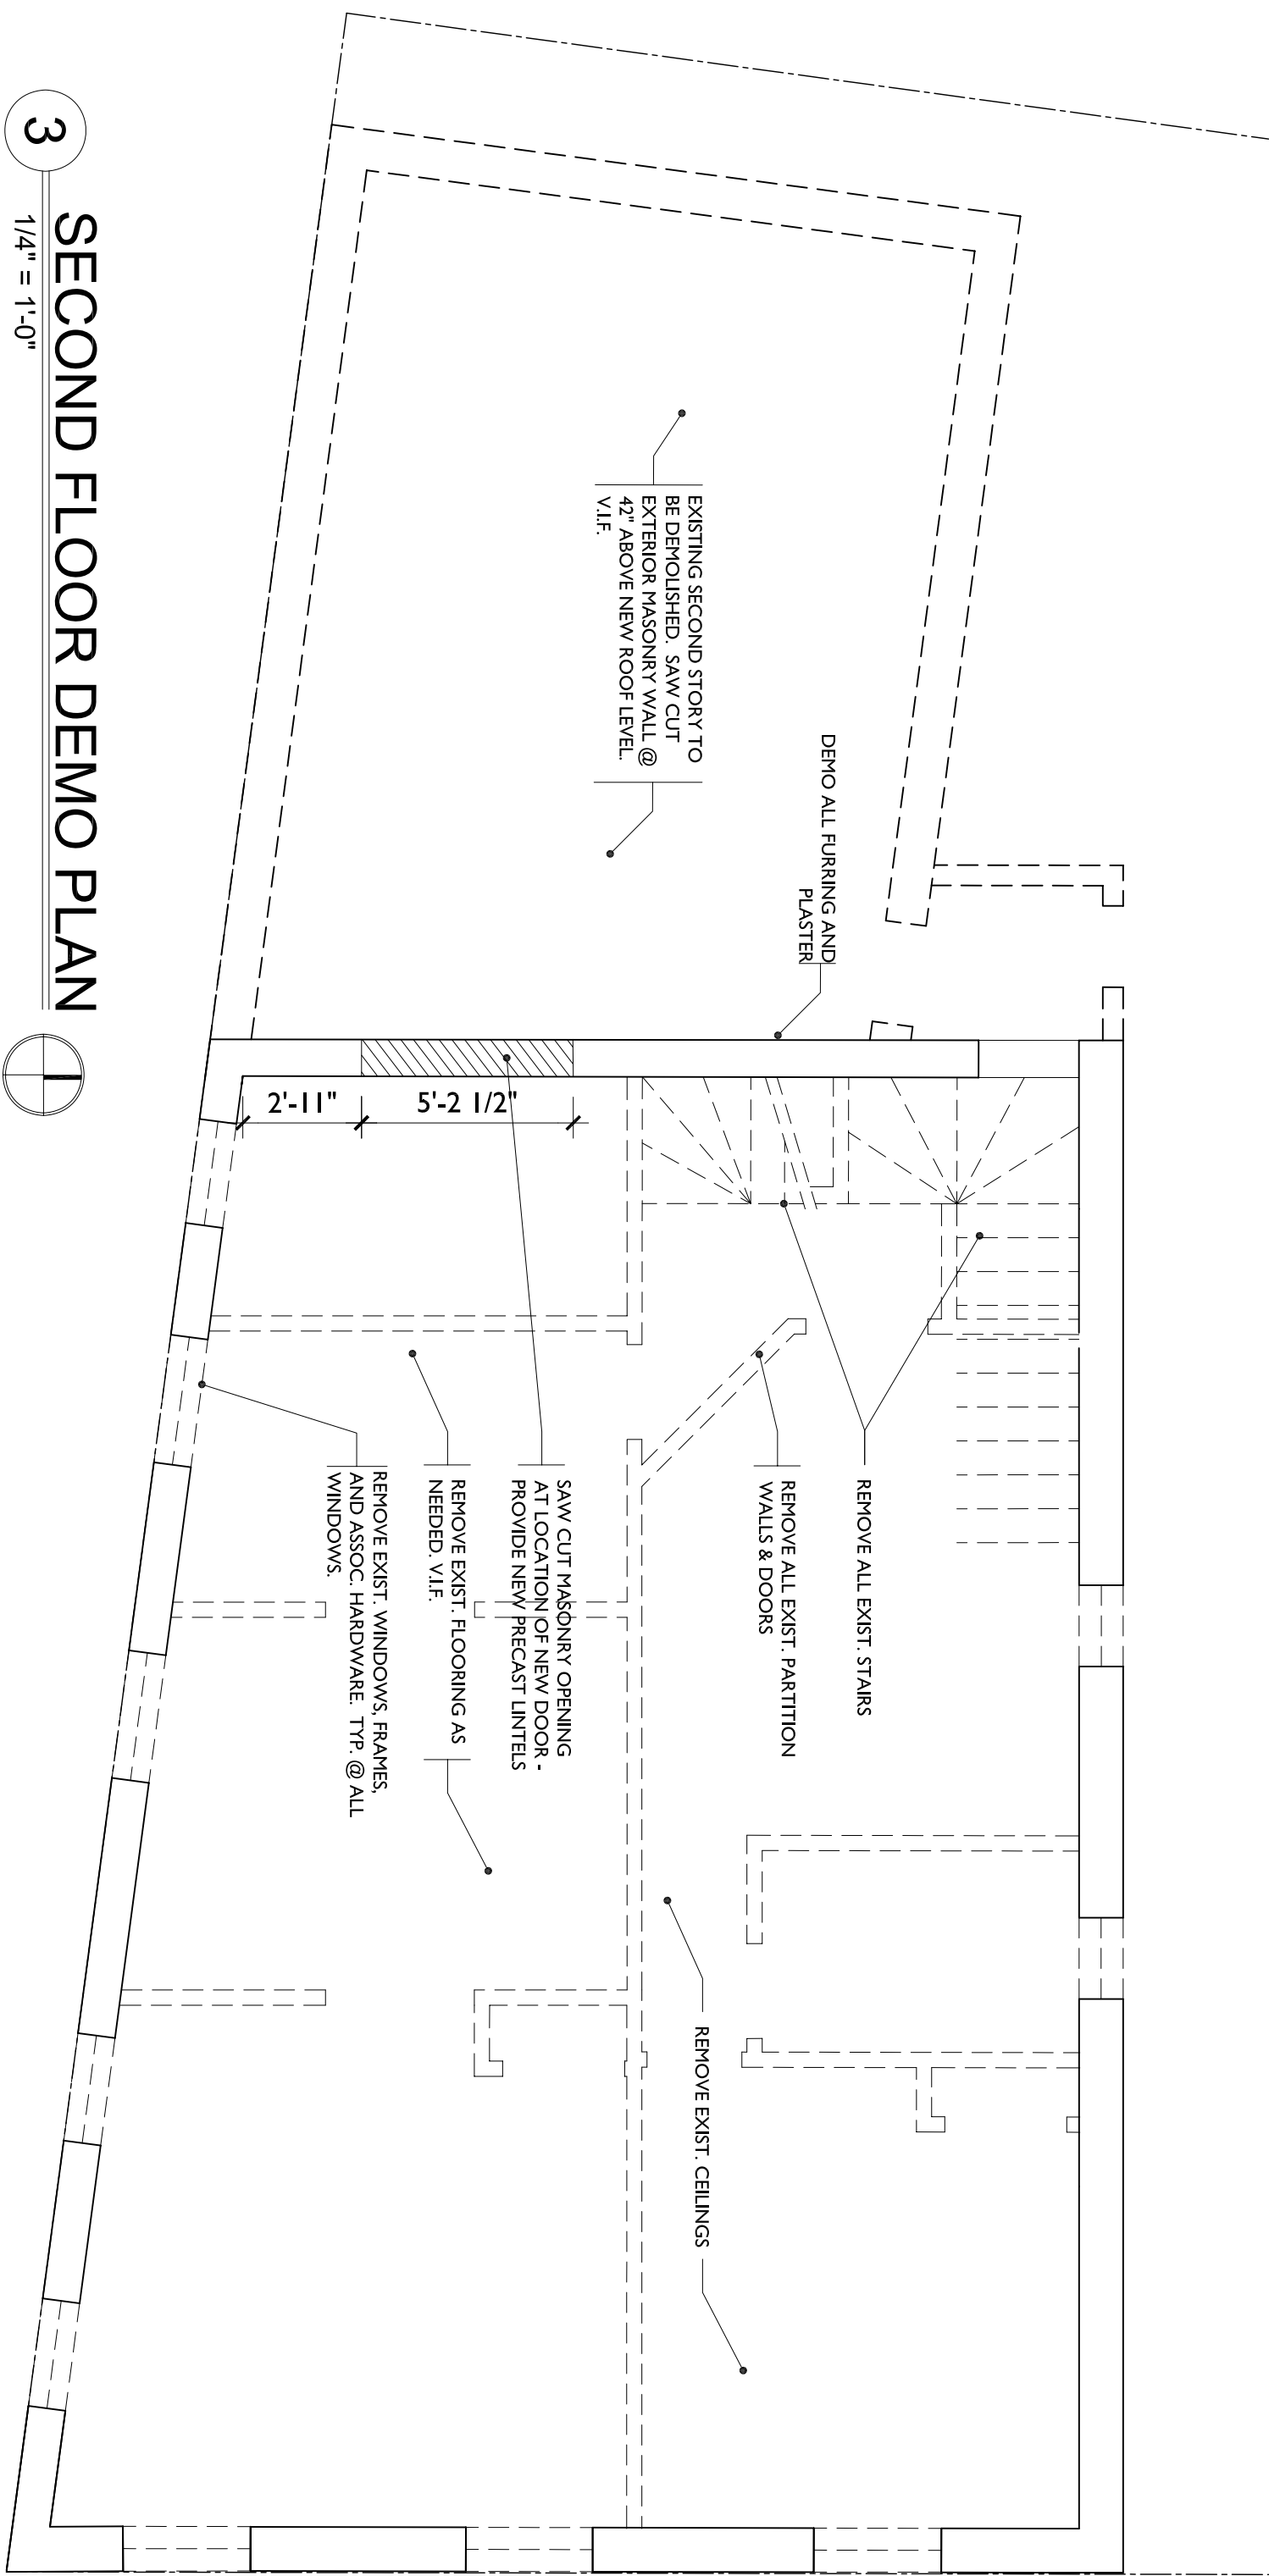 EXISTING SECOND STORY TO
BE DEMOLISHED. SAW CUT
EXTERIOR MASONRY WALL @
42" ABOVE NEW ROOF LEVEL.
V.I.F.
DEMO ALL FURRING AND
PLASTER
2'-11"
5'-2 1/2"
REMOVE ALL EXIST. STAIRS
REMOVE ALL EXIST. PARTITION
WALLS & DOORS
SAW CUT MASONRY OPENING
AT LOCATION OF NEW DOOR -
PROVIDE NEW PRECAST LINTELS
REMOVE EXIST. FLOORING AS
NEEDED. V.I.F.
REMOVE EXIST. WINDOWS, FRAMES,
AND ASSOC. HARDWARE. TYP. @ ALL
WINDOWS.
REMOVE EXIST. CEILINGS
3
SECOND FLOOR DEMO PLAN
1/4" = 1'-0"